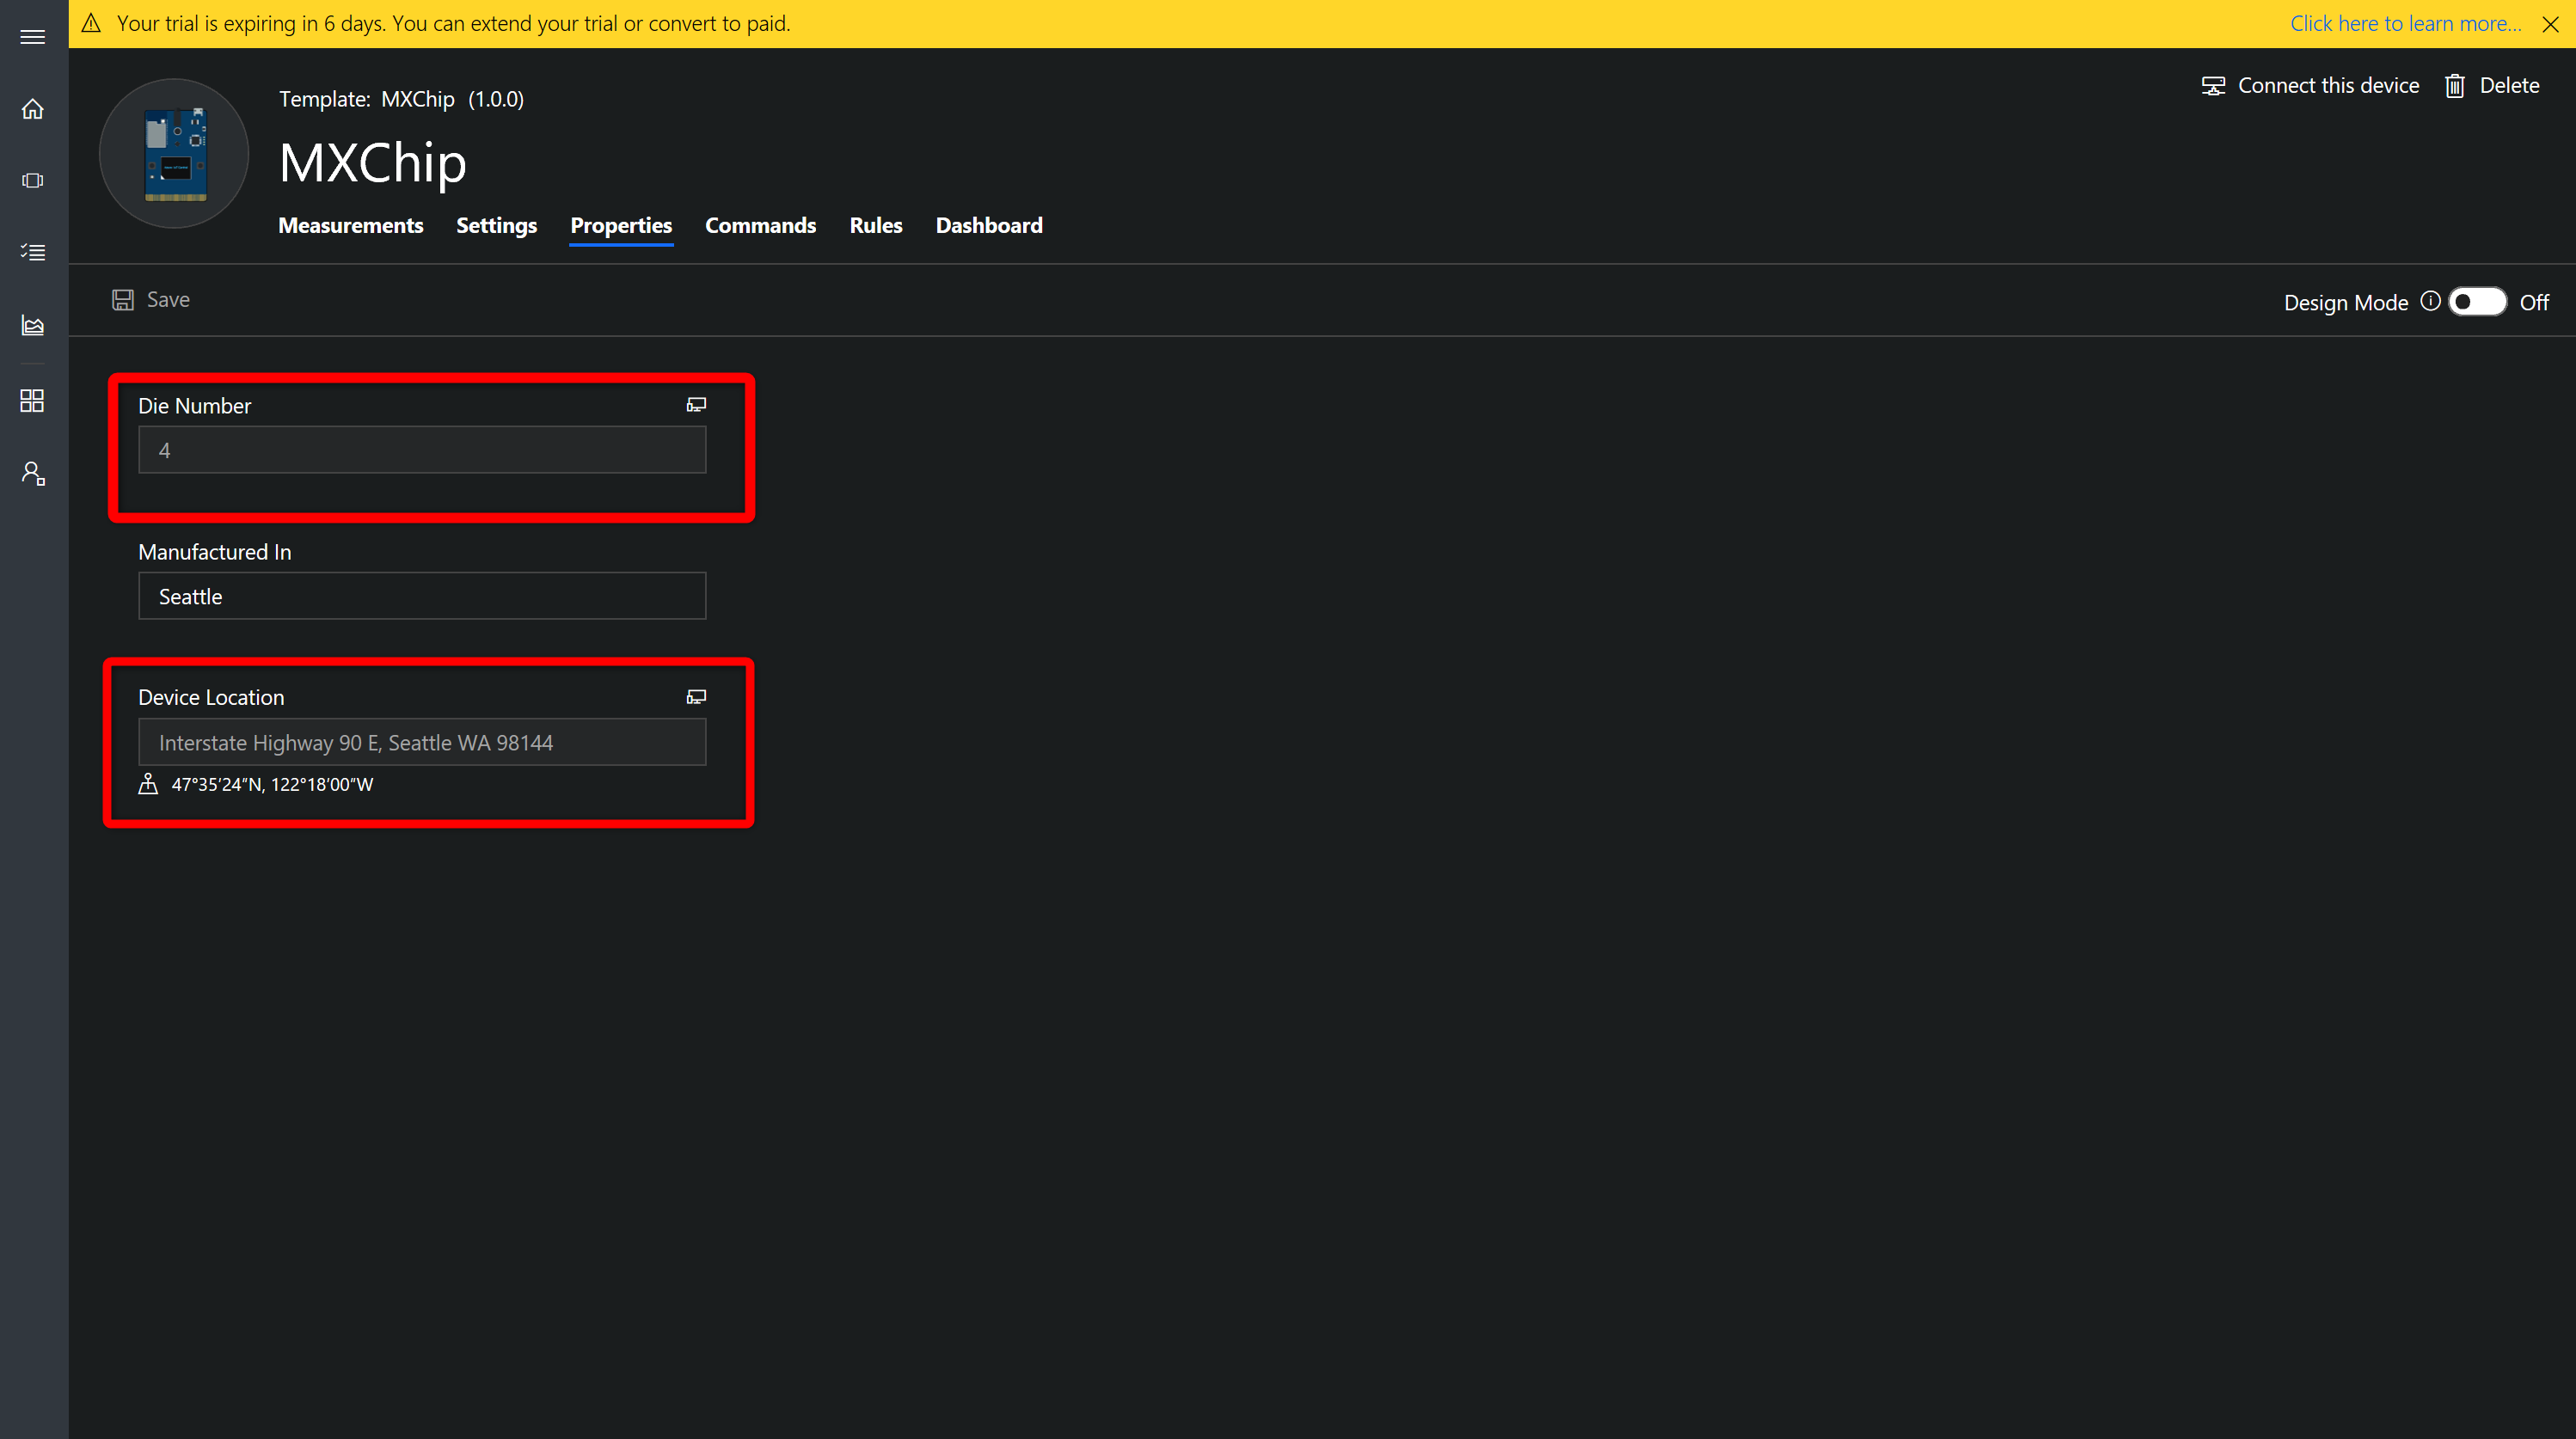 Your trial is expiring in 6 days. You can extend your trial or convert to paid.
Click here to learn more...
Connect this device
Delete
Template: MXChip (1.0.0)
MXChip
Measurements Settings Properties Commands Rules Dashboard
Save
Design Mode Off
Die Number
4
Manufactured In
Seattle
Device Location
Interstate Highway 90 E, Seattle WA 98144
47°35′24″N, 122°18′00″W